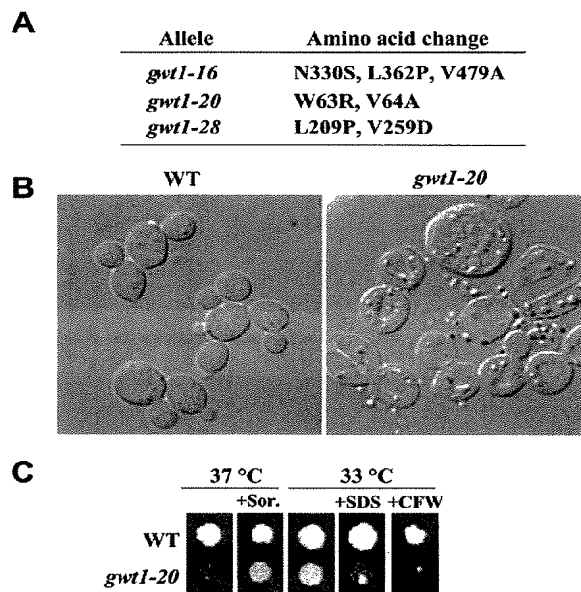 A
Allele Amino acid change
gwt1-16 N330S, L362P, V479A
gwt1-20 W63R, V64A
gwt1-28 L209P, V259D
B
WT gwt1-20
C
37 °C 33 °C
+Sor. +SDS +CFW
WT
gwt1-20